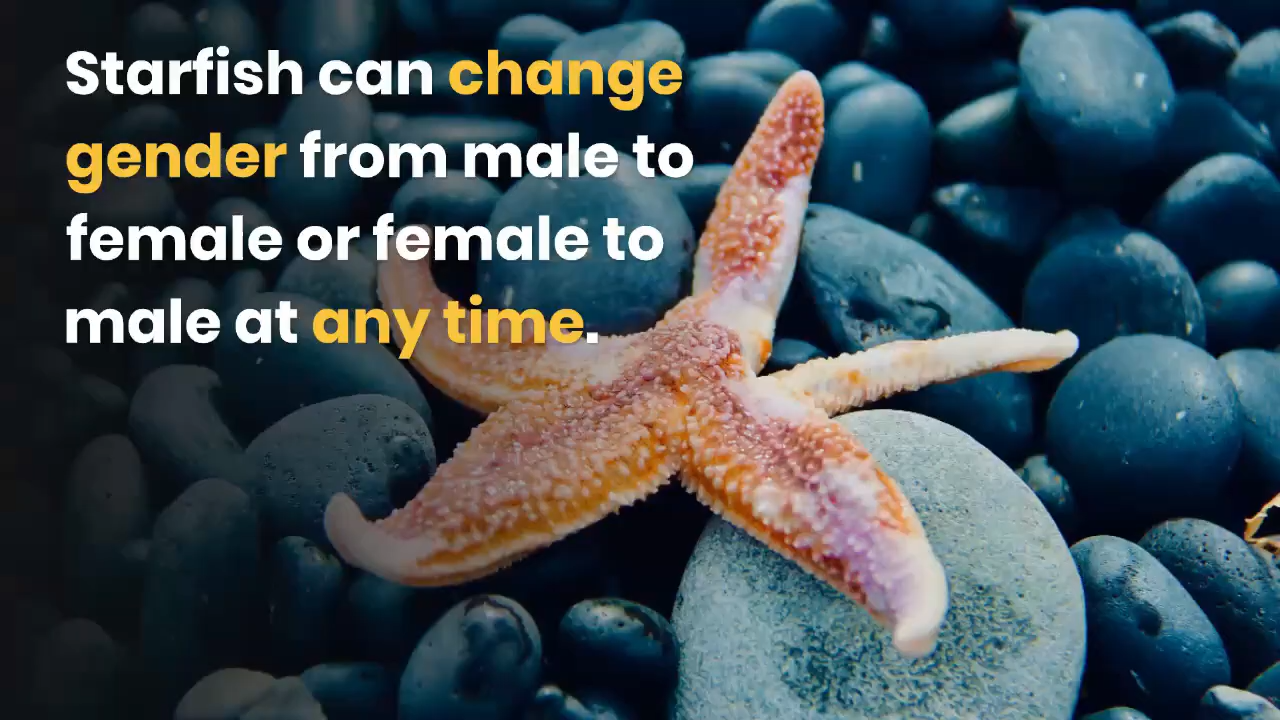 Starfish can change
gender from male to
female or female to
male at any time.